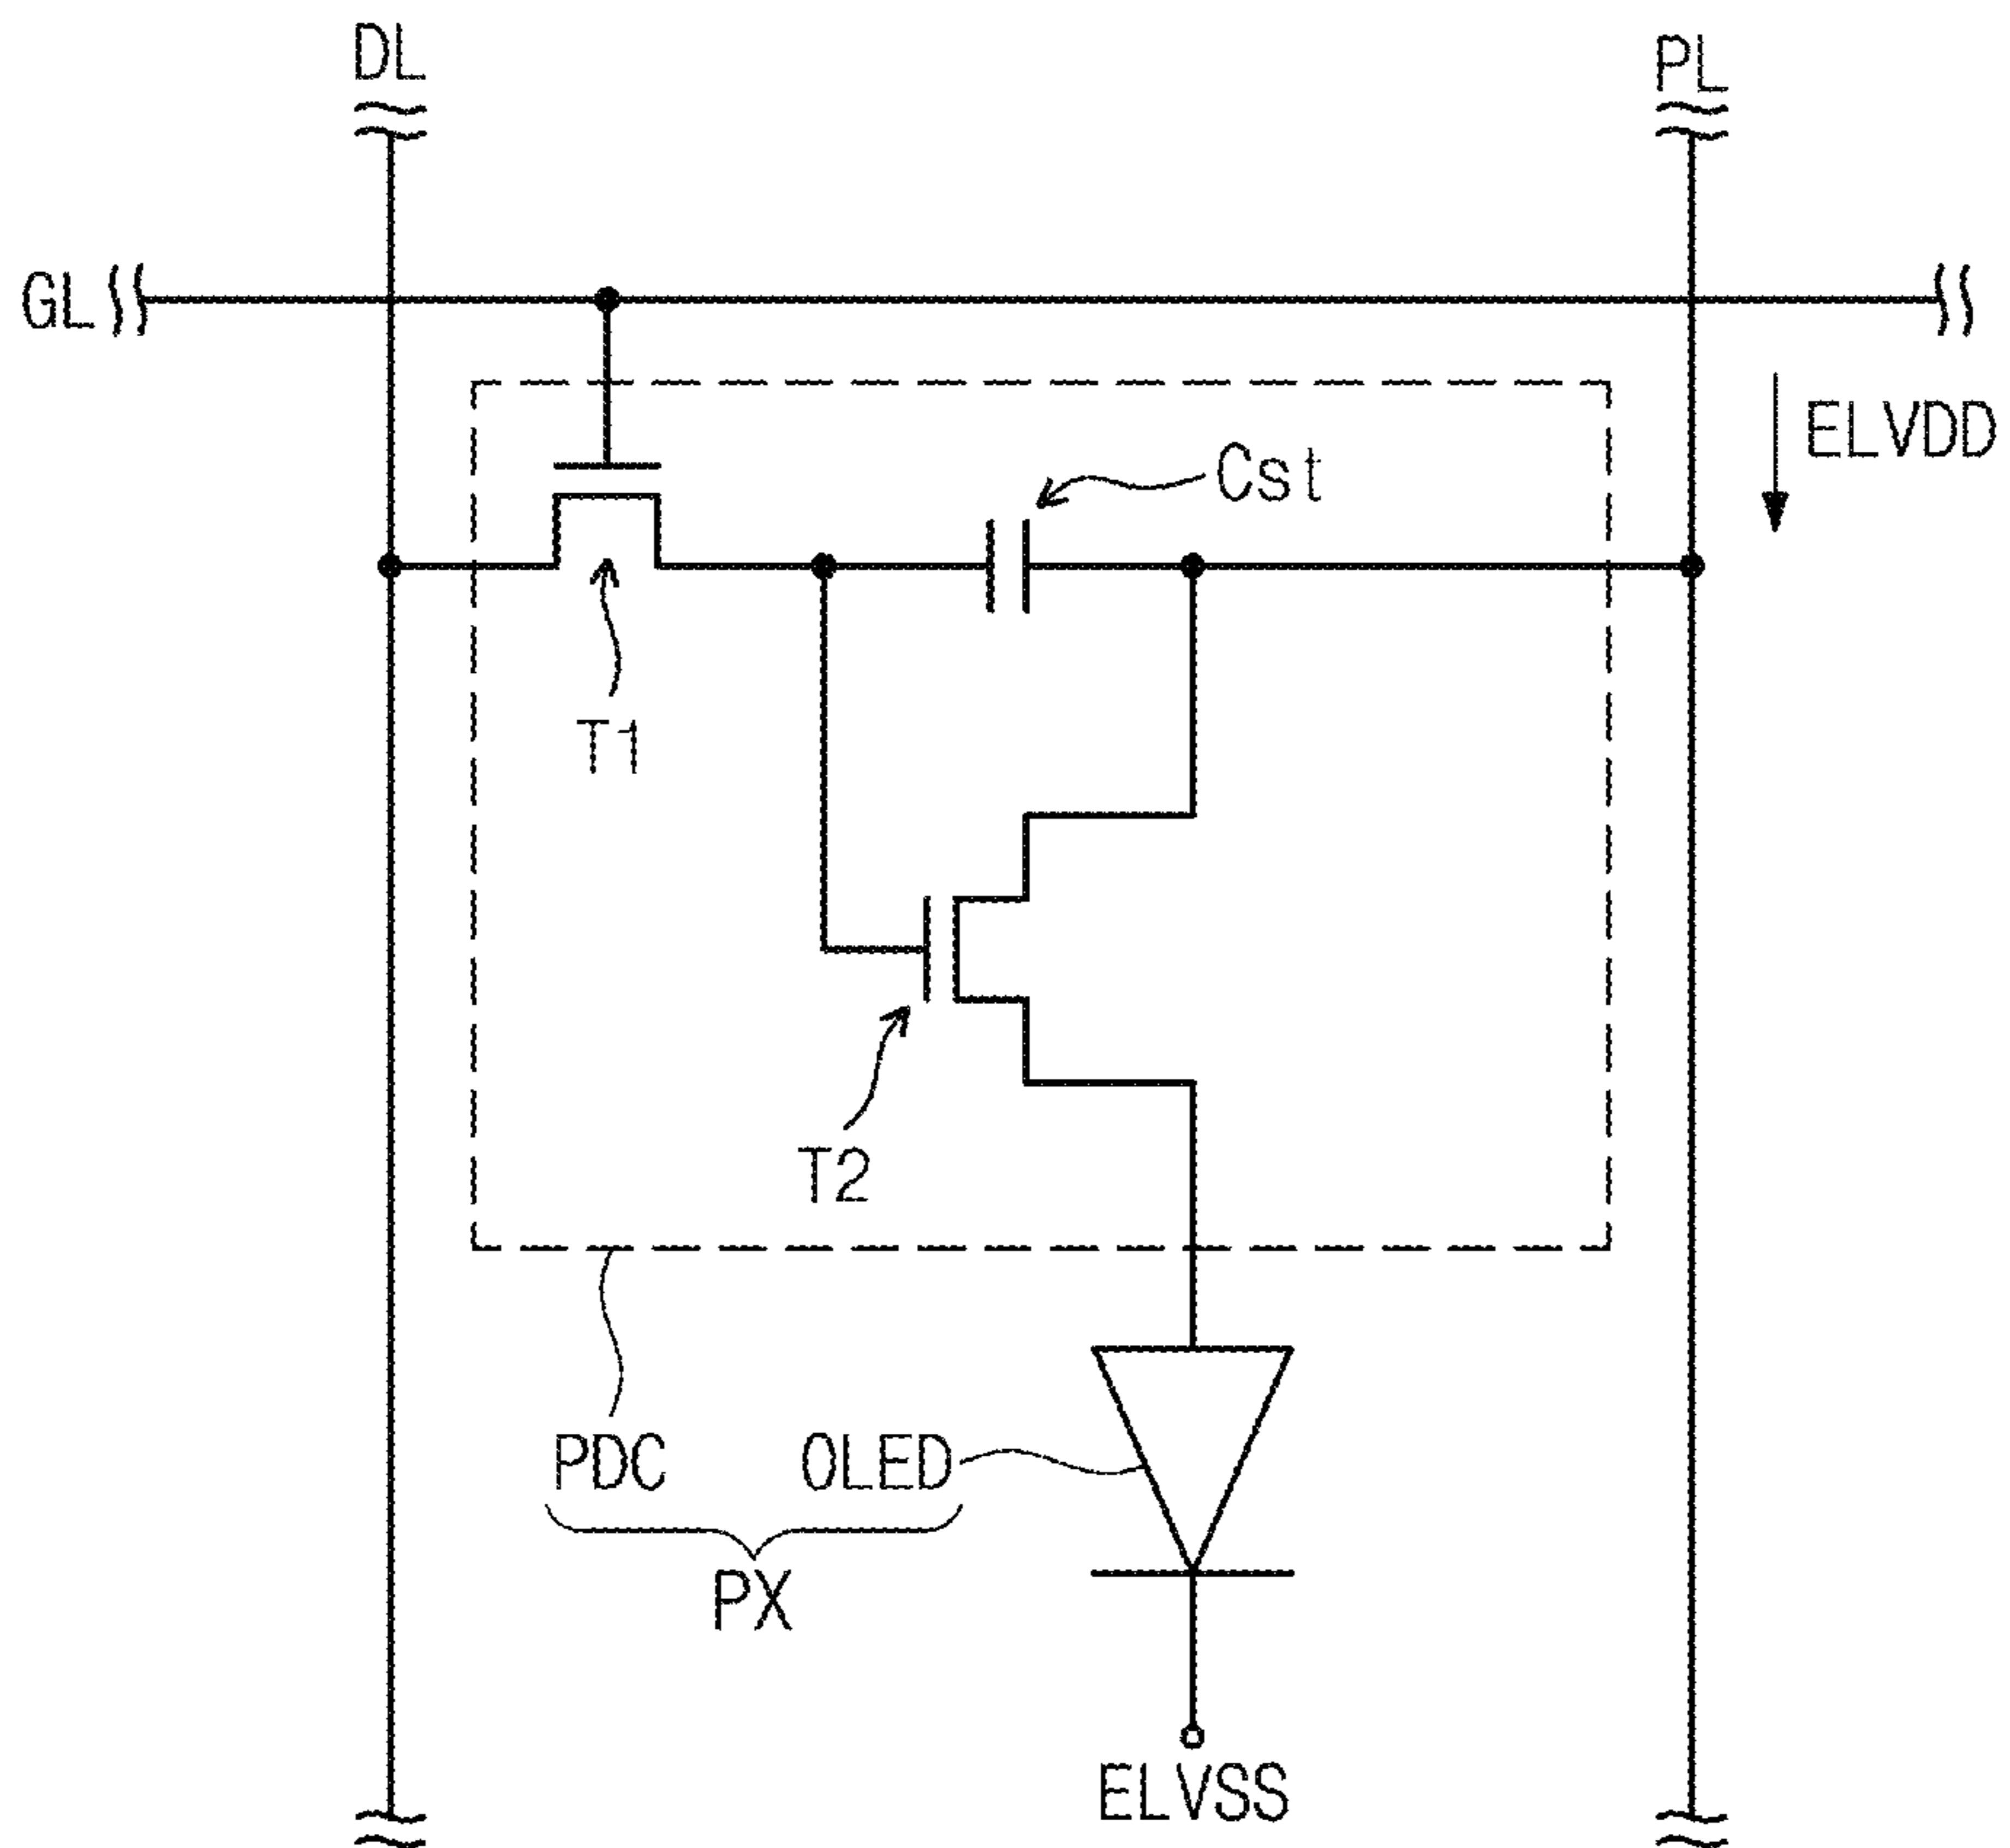 DL
PL
GL
ELVDD
Cst
T1
T2
PDC
OLED
PX
ELVSS